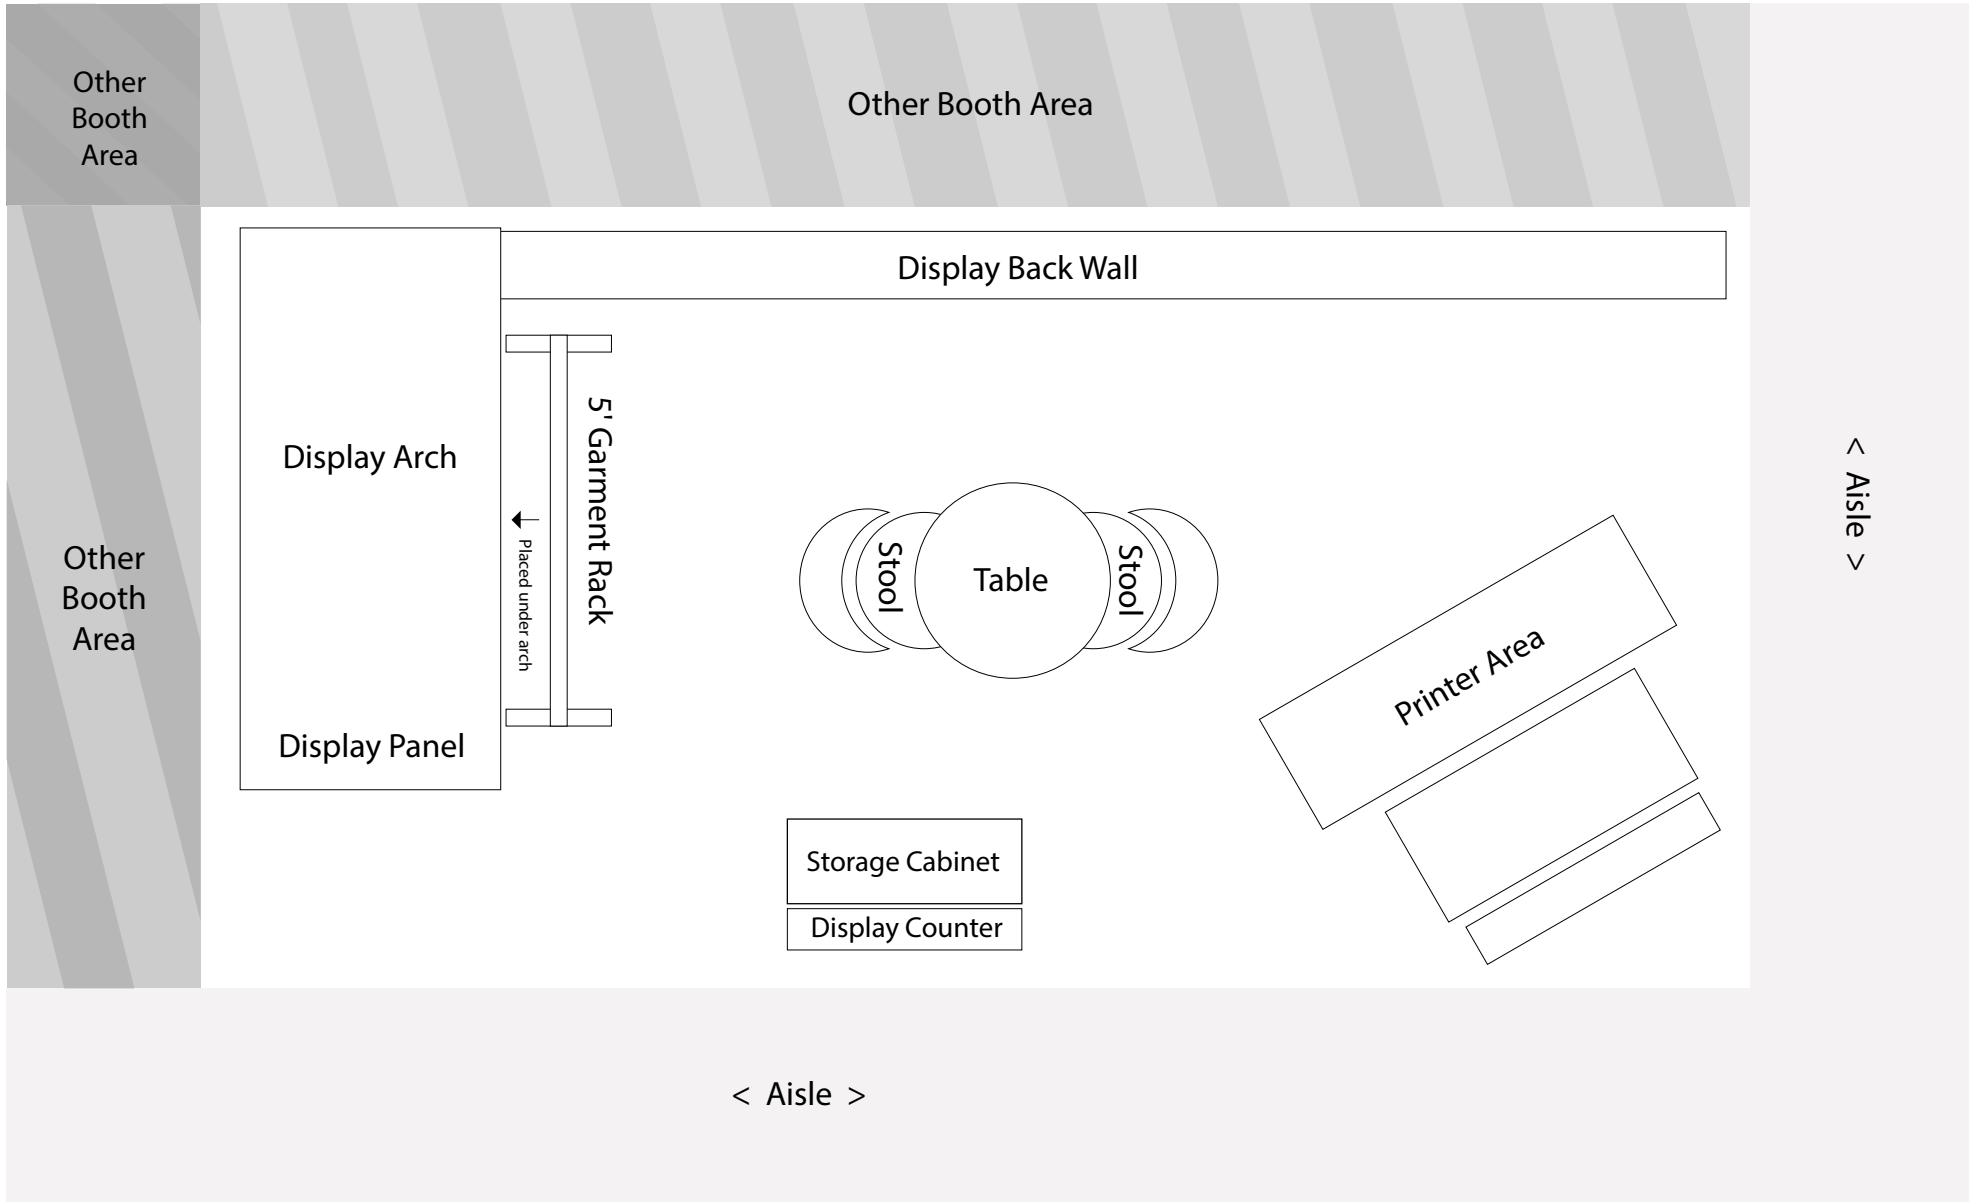 Other
Booth
Area
Other Booth Area
Display Back Wall
Display Arch
5' Garment Rack
Placed under arch
Display Panel
Other
Booth
Area
Stool
Table
Stool
Printer Area
< Aisle >
Storage Cabinet
Display Counter
< Aisle >